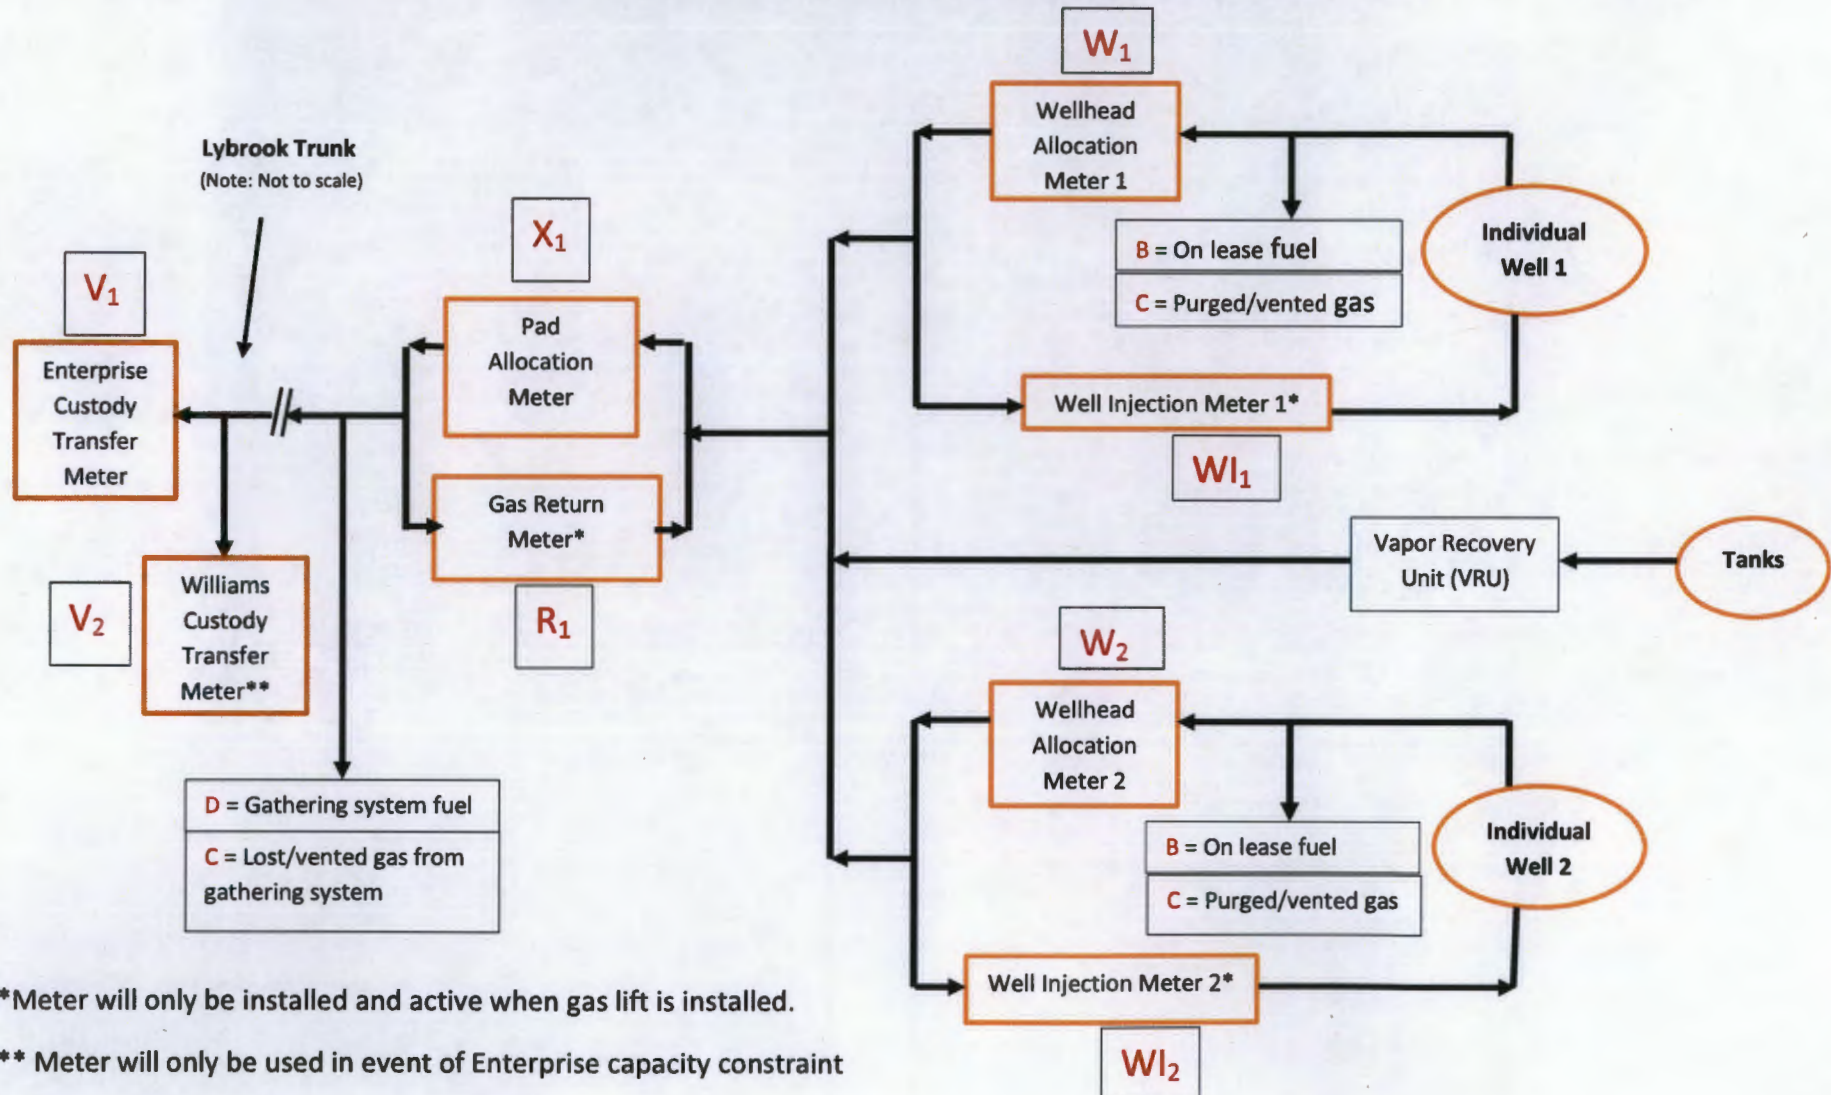 W₁
Wellhead
Allocation
Meter 1
Lybrook Trunk
(Note: Not to scale)
X₁
B = On lease fuel
C = Purged/vented gas
Individual
Well 1
V₁
Enterprise
Custody
Transfer
Meter
Pad
Allocation
Meter
Well Injection Meter 1*
WI₁
Gas Return
Meter*
R₁
Vapor Recovery
Unit (VRU)
Tanks
V₂
Williams
Custody
Transfer
Meter**
W₂
Wellhead
Allocation
Meter 2
D = Gathering system fuel
C = Lost/vented gas from
gathering system
B = On lease fuel
C = Purged/vented gas
Individual
Well 2
Well Injection Meter 2*
WI₂
*Meter will only be installed and active when gas lift is installed.
** Meter will only be used in event of Enterprise capacity constraint